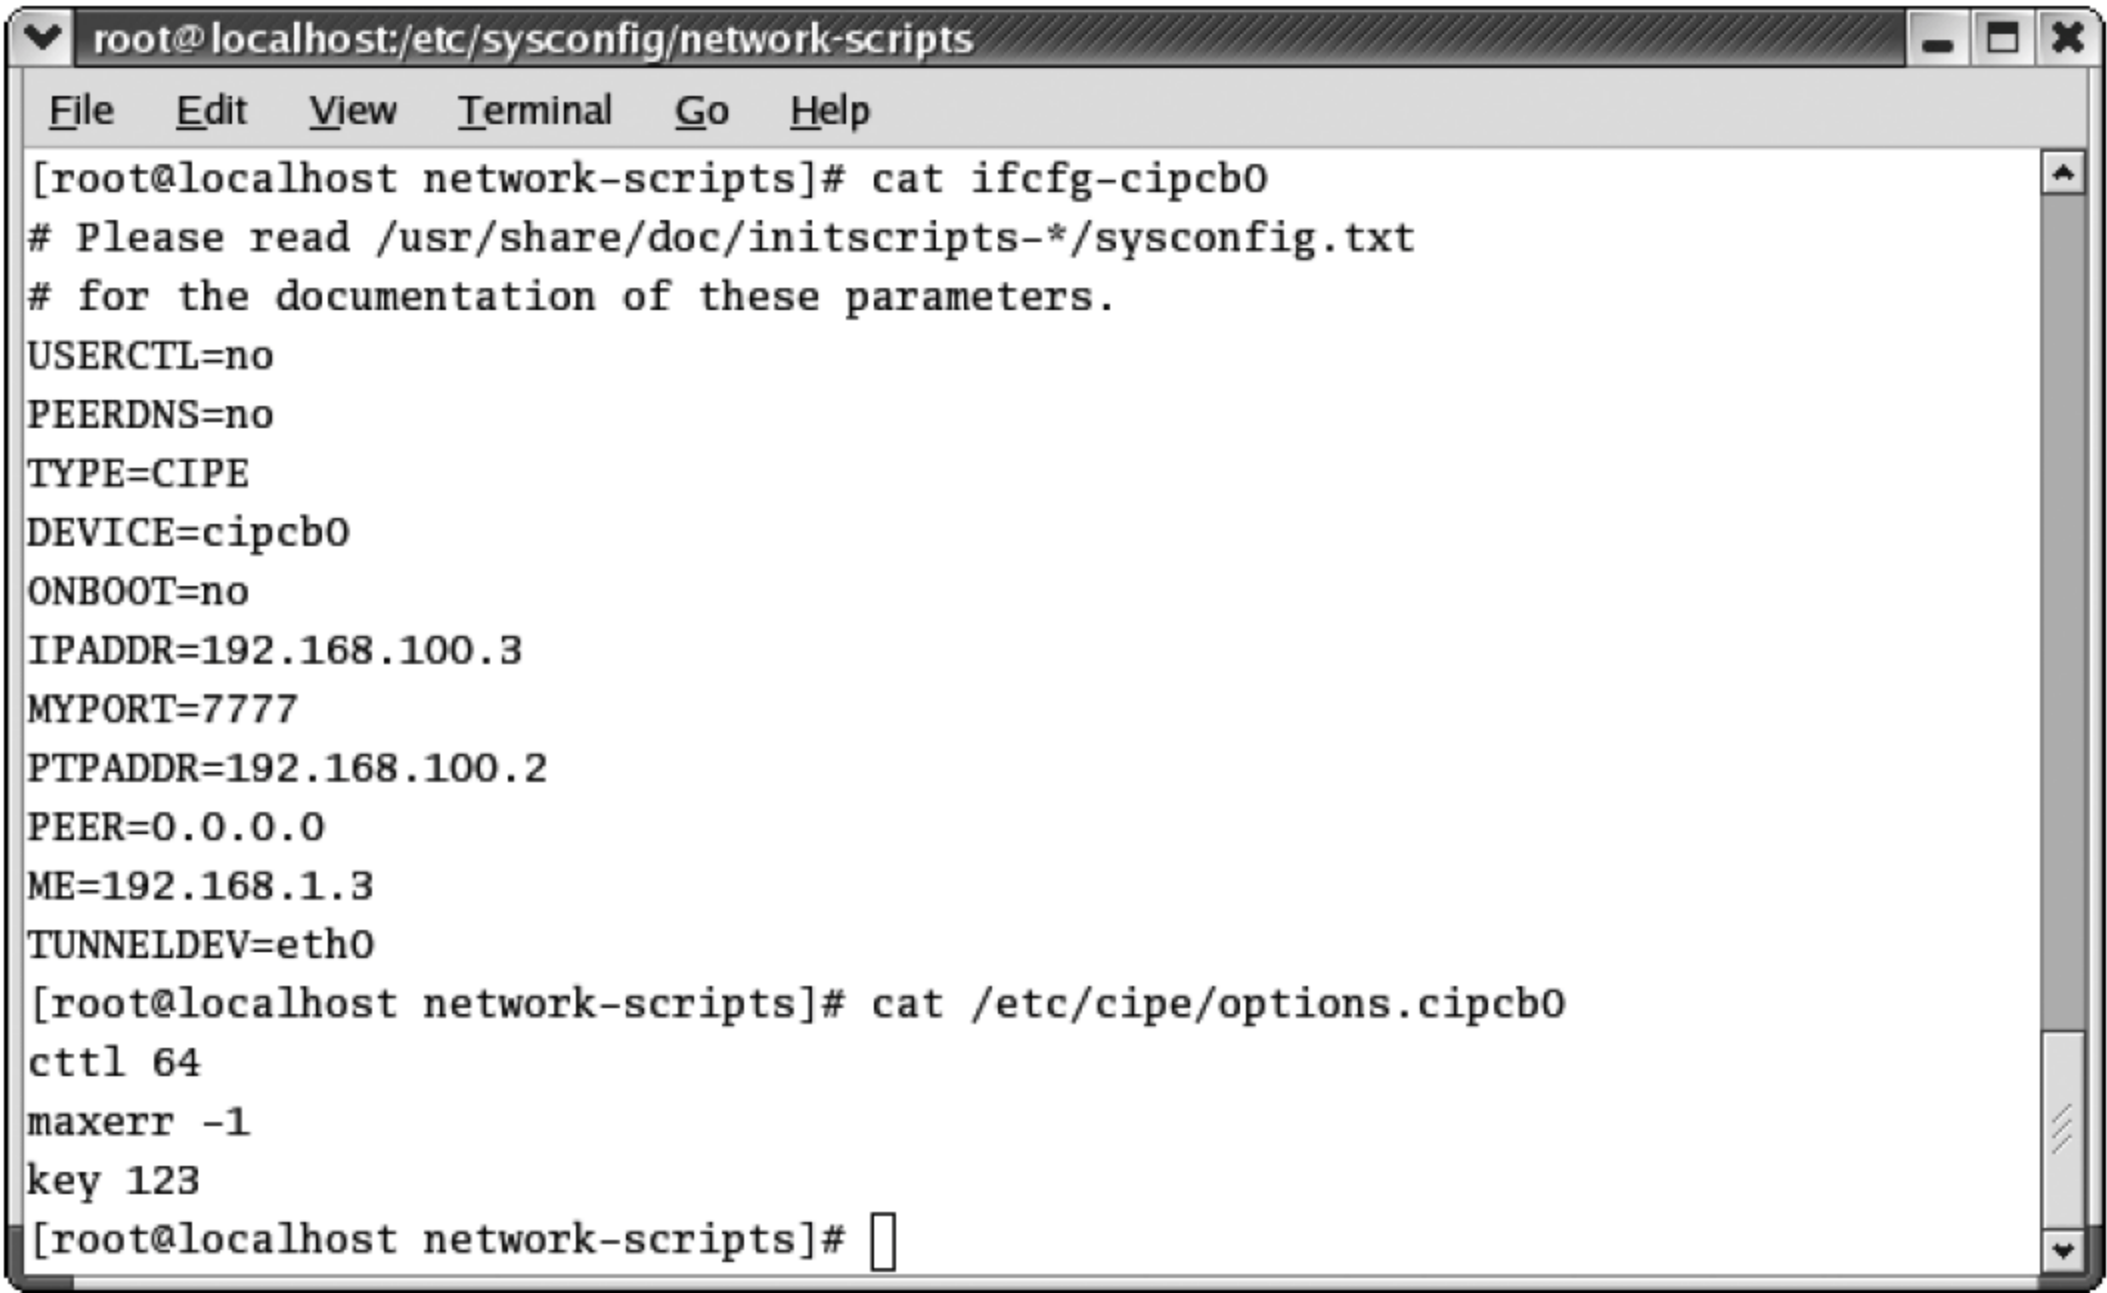 root@localhost:/etc/sysconfig/network-scripts
File Edit View Terminal Go Help
[root@localhost network-scripts]# cat ifcfg-cipcb0
# Please read /usr/share/doc/initscripts-*/sysconfig.txt
# for the documentation of these parameters.
USERCTL=no
PEERDNS=no
TYPE=CIPE
DEVICE=cipcb0
ONBOOT=no
IPADDR=192.168.100.3
MYPORT=7777
PTPADDR=192.168.100.2
PEER=0.0.0.0
ME=192.168.1.3
TUNNELDEV=eth0
[root@localhost network-scripts]# cat /etc/cipe/options.cipcb0
cttl 64
maxerr -1
key 123
[root@localhost network-scripts]#